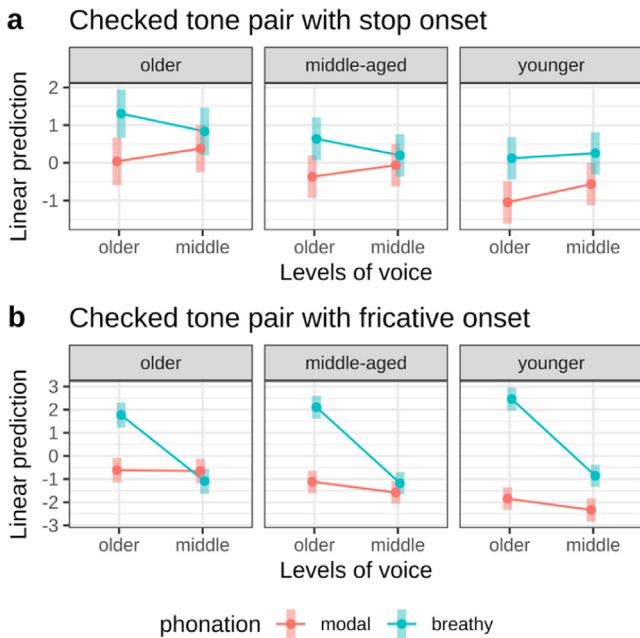 a Checked tone pair with stop onset
older middle-aged younger
Linear prediction
2
1
0
-1
older middle older middle older middle
Levels of voice
b Checked tone pair with fricative onset
older middle-aged younger
Linear prediction
3
2
1
0
-1
-2
-3
older middle older middle older middle
Levels of voice
phonation modal breathy